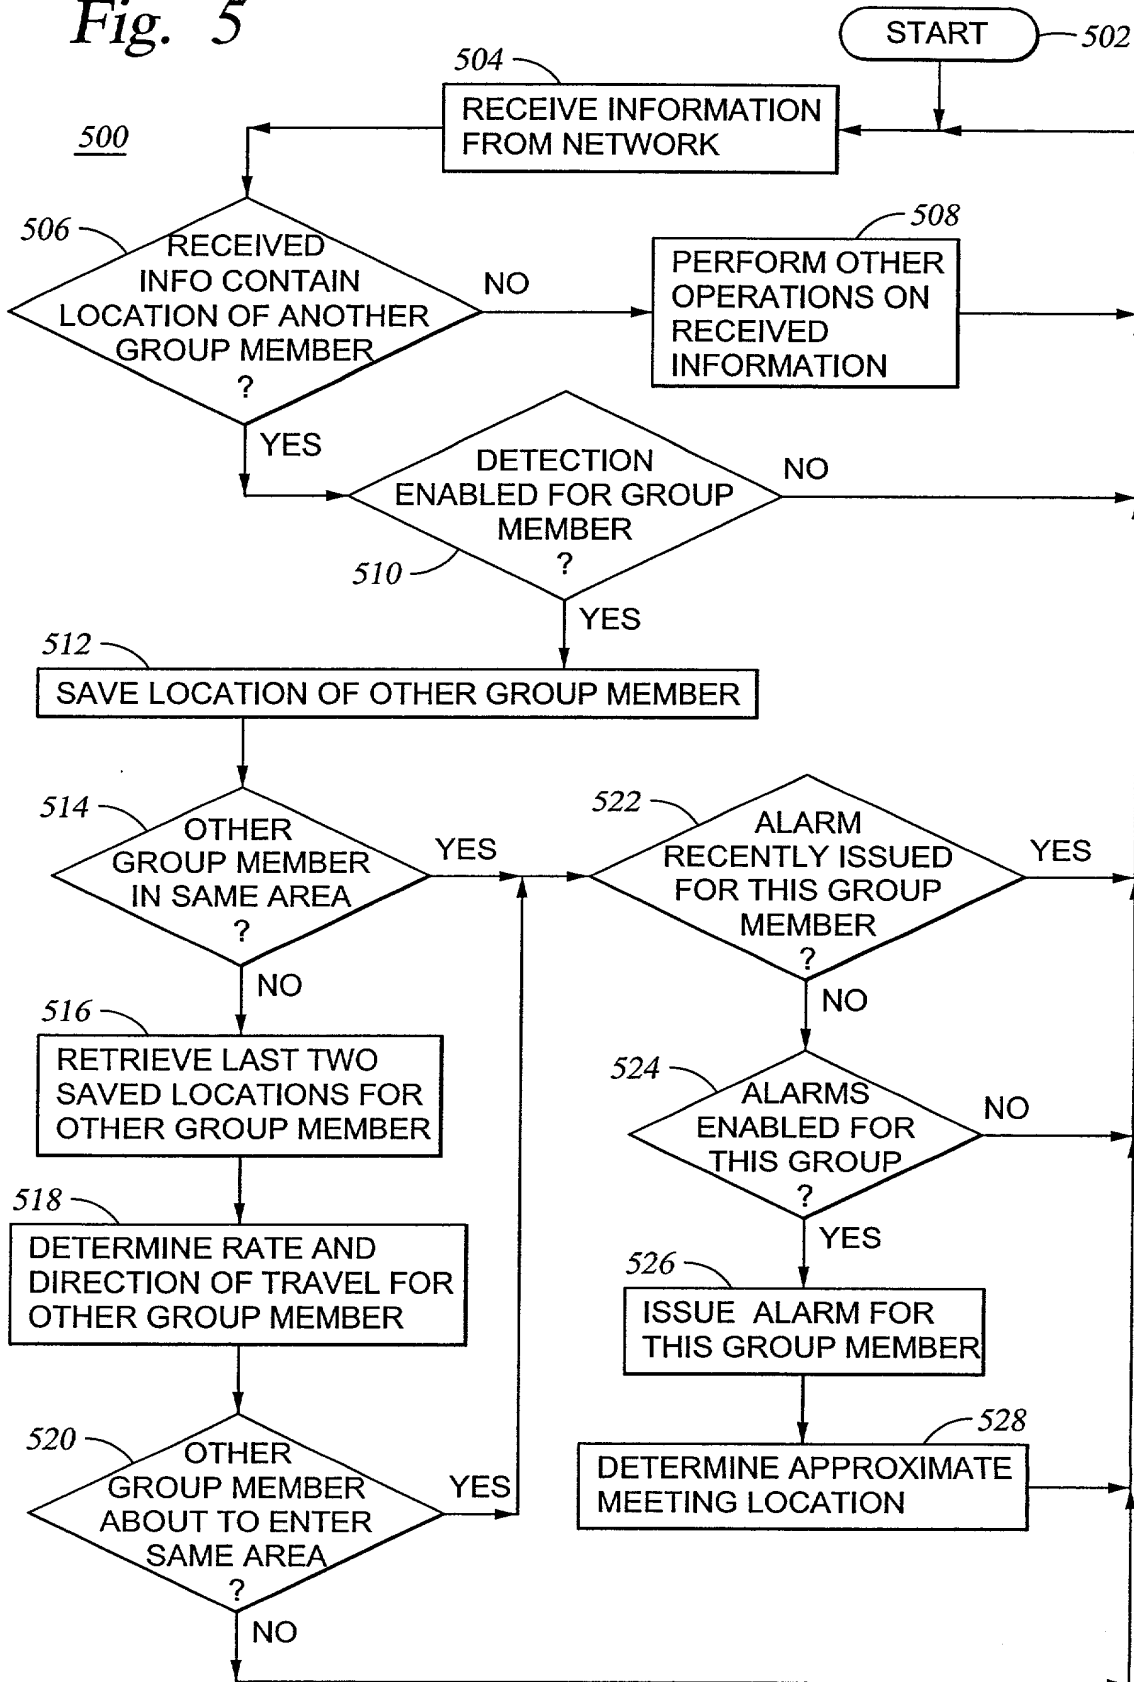 Fig. 5
START
502
504
RECEIVE INFORMATION
FROM NETWORK
500
506
RECEIVED
INFO CONTAIN
LOCATION OF ANOTHER
GROUP MEMBER
?
NO
508
PERFORM OTHER
OPERATIONS ON
RECEIVED
INFORMATION
YES
DETECTION
ENABLED FOR GROUP
MEMBER
?
NO
510
YES
512
SAVE LOCATION OF OTHER GROUP MEMBER
514
OTHER
GROUP MEMBER
IN SAME AREA
?
YES
522
ALARM
RECENTLY ISSUED
FOR THIS GROUP
MEMBER
?
YES
NO
NO
516
RETRIEVE LAST TWO
SAVED LOCATIONS FOR
OTHER GROUP MEMBER
524
ALARMS
ENABLED FOR
THIS GROUP
?
NO
YES
518
DETERMINE RATE AND
DIRECTION OF TRAVEL FOR
OTHER GROUP MEMBER
526
ISSUE ALARM FOR
THIS GROUP MEMBER
520
OTHER
GROUP MEMBER
ABOUT TO ENTER
SAME AREA
?
YES
528
DETERMINE APPROXIMATE
MEETING LOCATION
NO